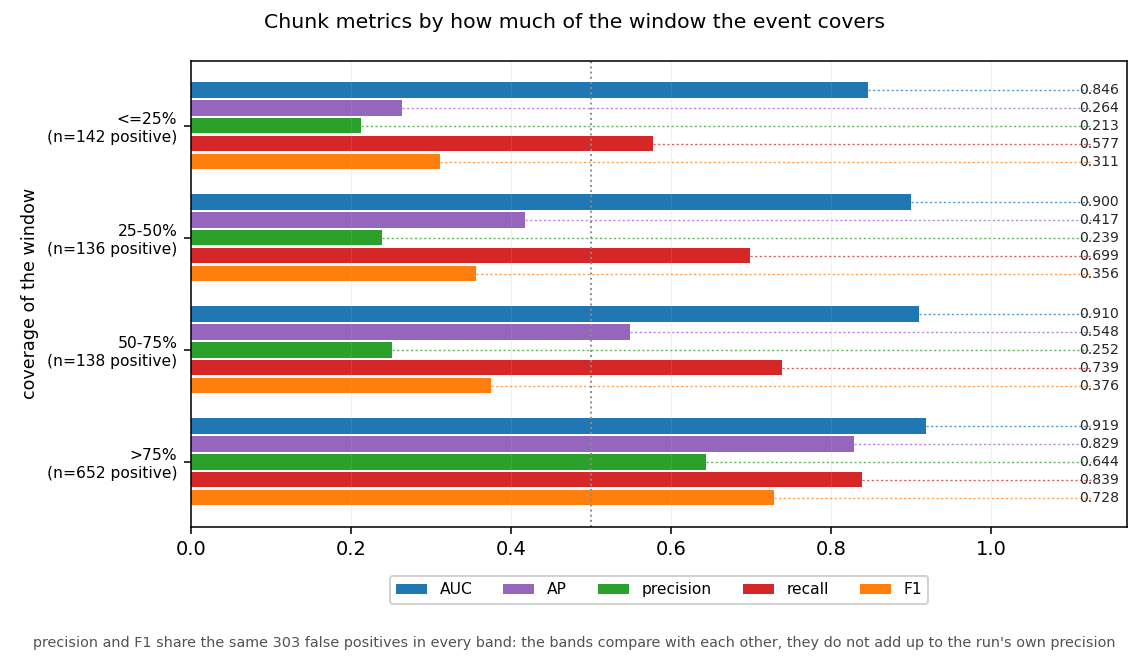 Chunk metrics by how much of the window the event covers
coverage of the window
<=25%
(n=142 positive)
0.846
0.264
0.213
0.577
0.311
25-50%
(n=136 positive)
0.900
0.417
0.239
0.699
0.356
50-75%
(n=138 positive)
0.910
0.548
0.252
0.739
0.376
>75%
(n=652 positive)
0.919
0.829
0.644
0.839
0.728
0.0 0.2 0.4 0.6 0.8 1.0
AUC AP precision recall F1
precision and F1 share the same 303 false positives in every band: the bands compare with each other, they do not add up to the run's own precision